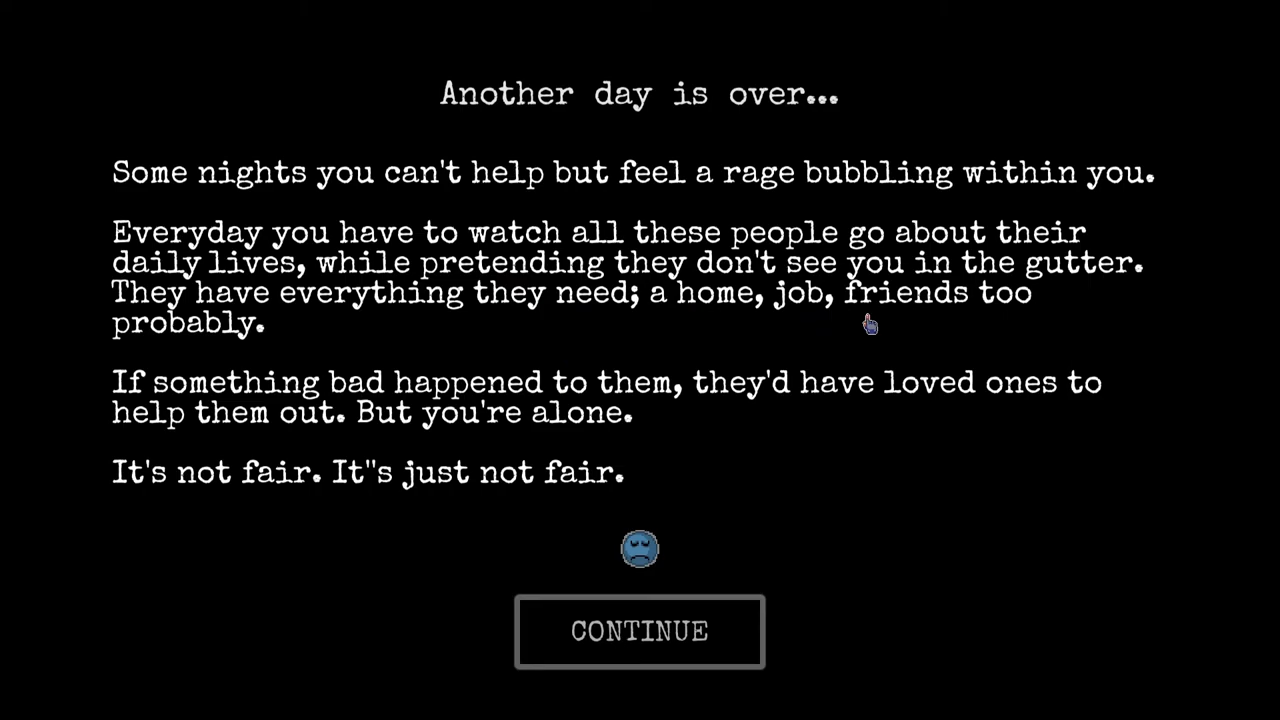 Another day is over...
Some nights you can't help but feel a rage bubbling within you.
Everyday you have to watch all these people go about their
daily lives, while pretending they don't see you in the gutter.
They have everything they need; a home, job, friends too
probably.
If something bad happened to them, they'd have loved ones to
help them out. But you're alone.
It's not fair. It"s just not fair.
CONTINUE